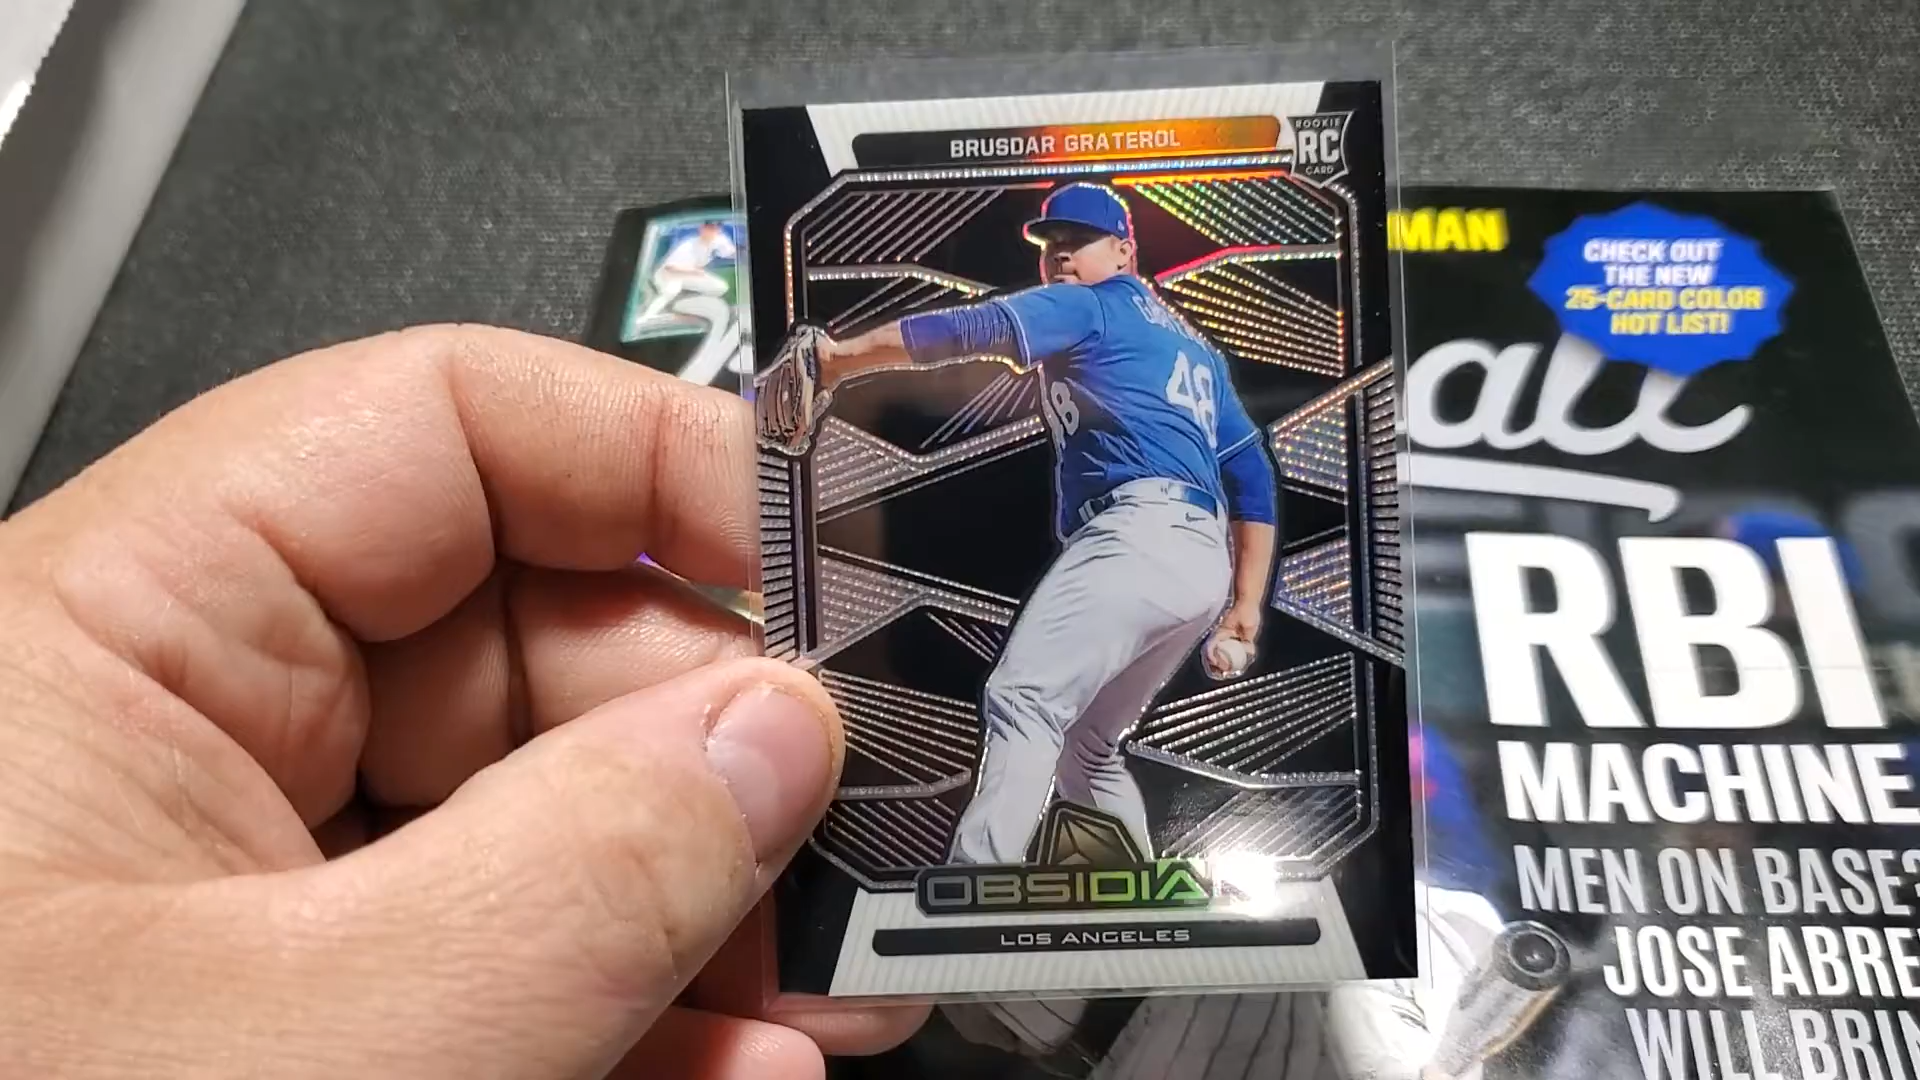 BRUSDAR GRATEROL
ROOKIE
RC
CARD
48
OBSIDIA
LOS ANGELES
MAN
CHECK OUT
THE NEW
25-CARD COLOR
HOT LIST!
RBI
MACHINE
MEN ON BASE?
JOSE ABRE
WILL BRIN